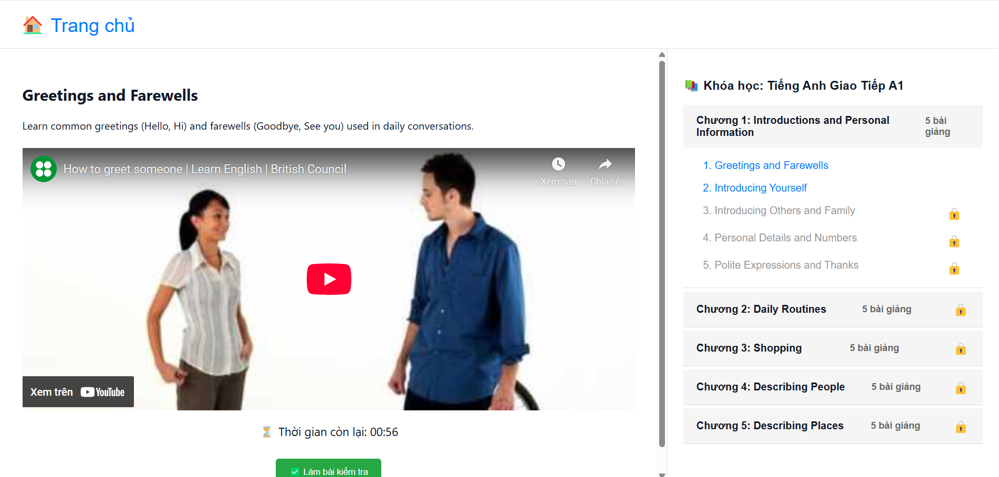 Trang chủ
Greetings and Farewells
Learn common greetings (Hello, Hi) and farewells (Goodbye, See you) used in daily conversations.
How to greet someone | Learn English | British Council
Xem sau
Chia sẻ
Xem trên YouTube
Thời gian còn lại: 00:56
Làm bài kiểm tra
Khóa học: Tiếng Anh Giao Tiếp A1
Chương 1: Introductions and Personal
Information
5 bài
giảng
1. Greetings and Farewells
2. Introducing Yourself
3. Introducing Others and Family
4. Personal Details and Numbers
5. Polite Expressions and Thanks
Chương 2: Daily Routines 5 bài giảng
Chương 3: Shopping 5 bài giảng
Chương 4: Describing People 5 bài giảng
Chương 5: Describing Places 5 bài giảng